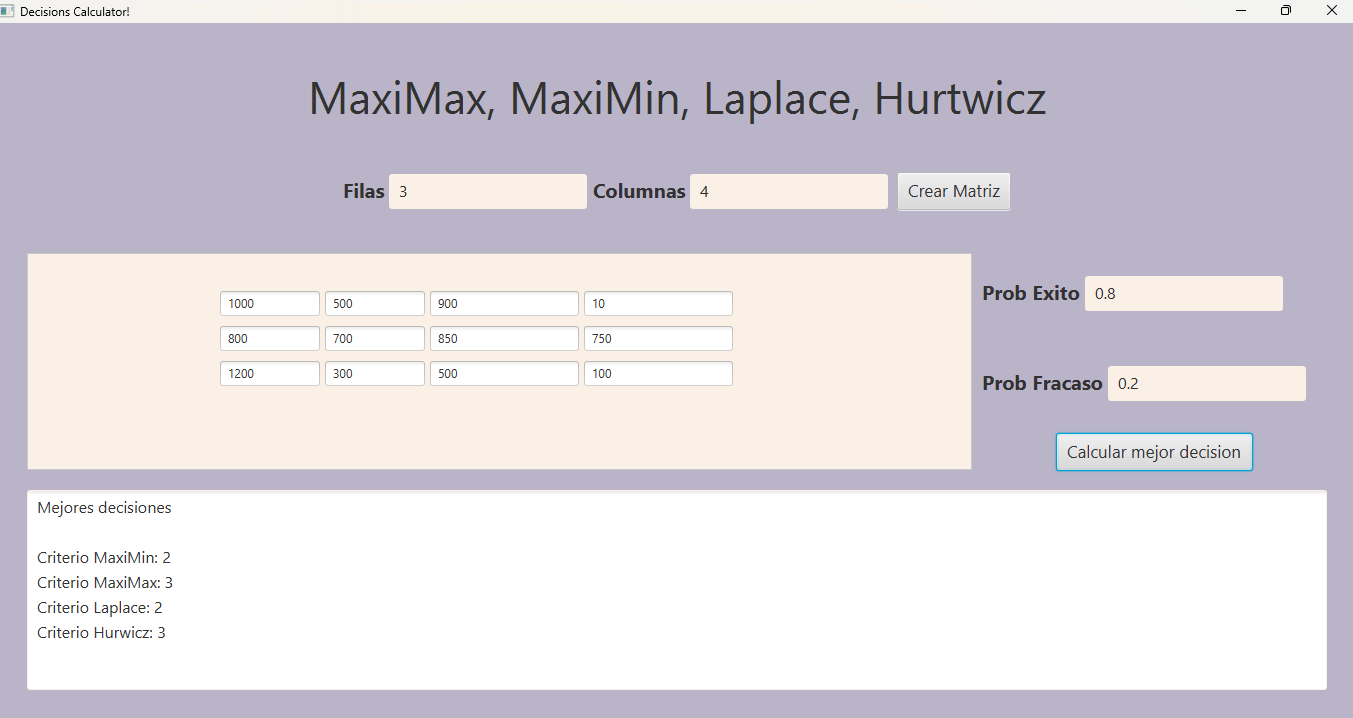 Decisions Calculator!
MaxiMax, MaxiMin, Laplace, Hurtwicz
Filas 3 Columnas 4 Crear Matriz
1000 500 900 10
800 700 850 750
1200 300 500 100
Prob Exito 0.8
Prob Fracaso 0.2
Calcular mejor decision
Mejores decisiones
Criterio MaxiMin: 2
Criterio MaxiMax: 3
Criterio Laplace: 2
Criterio Hurwicz: 3